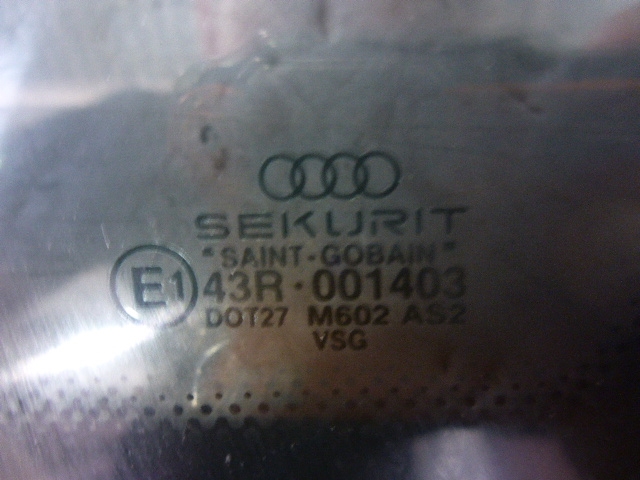 SEKURIT
"SAINT-GOBAIN"
E1 43R·001403
DOT27 M602 AS2
VSG